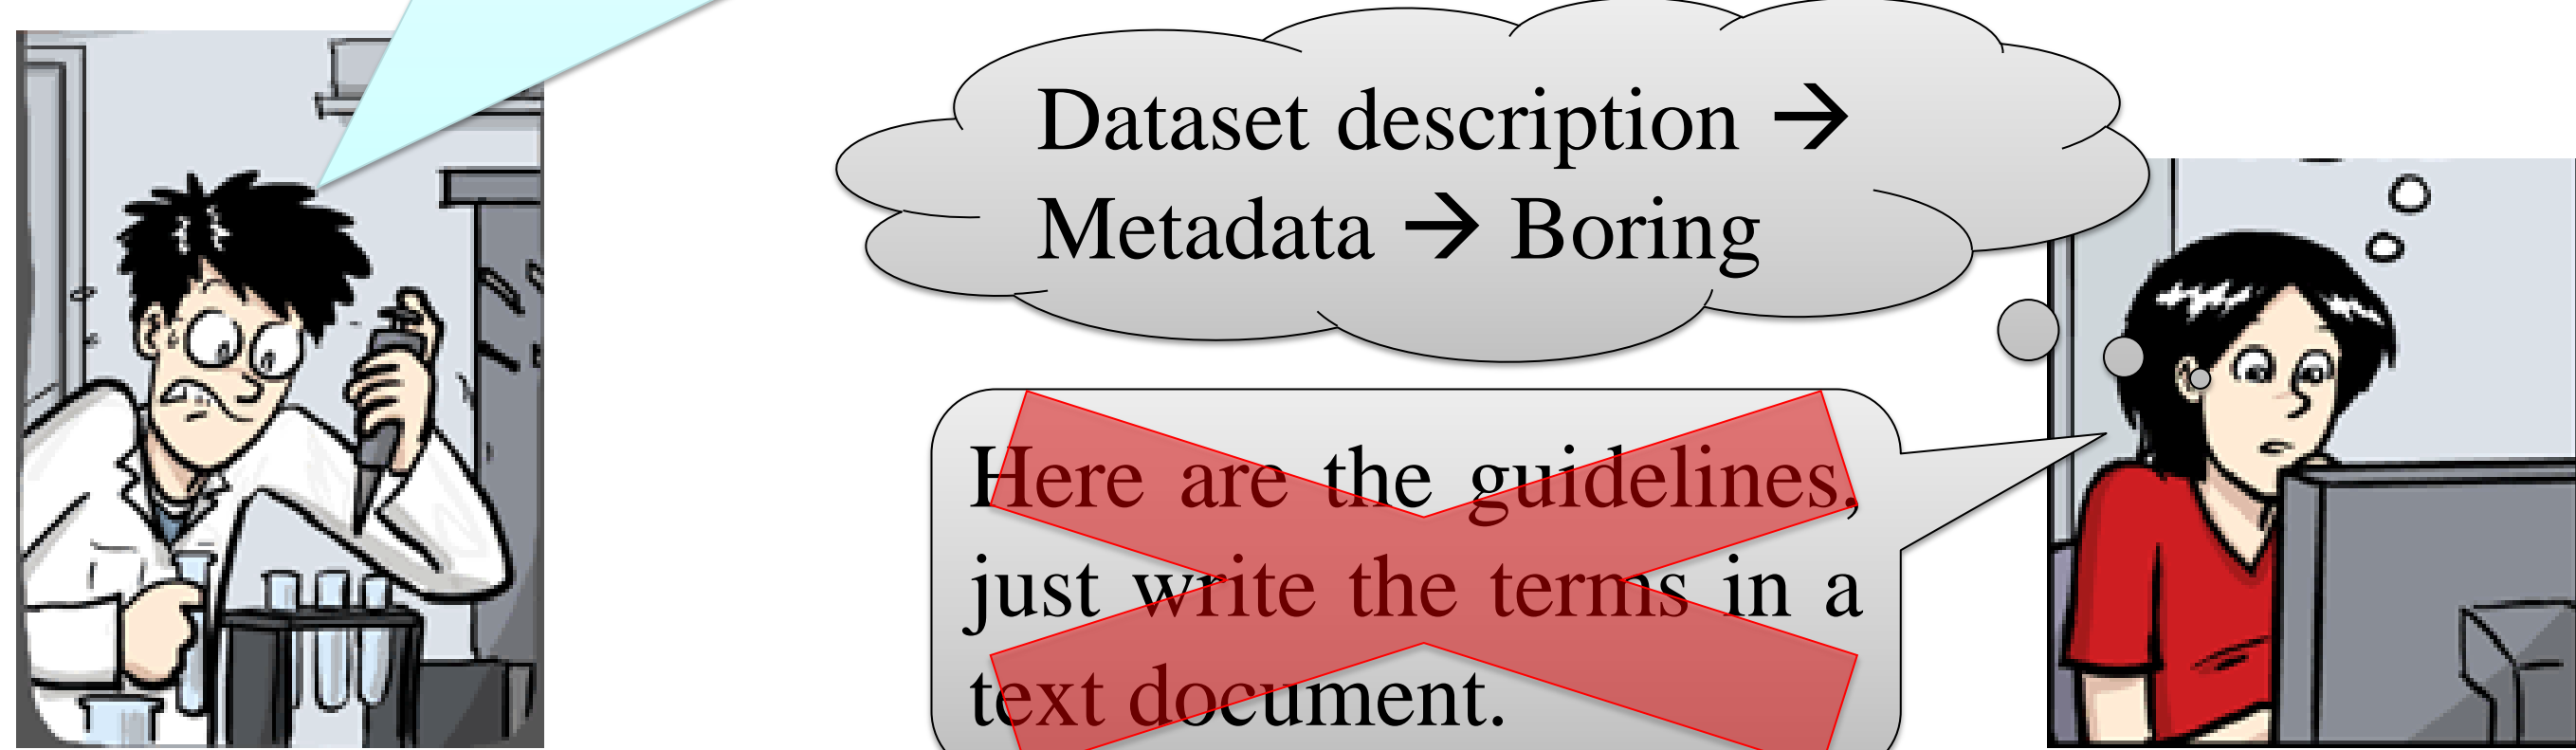 Dataset description →
Metadata → Boring
Here are the guidelines,
just write the terms in a
text document.